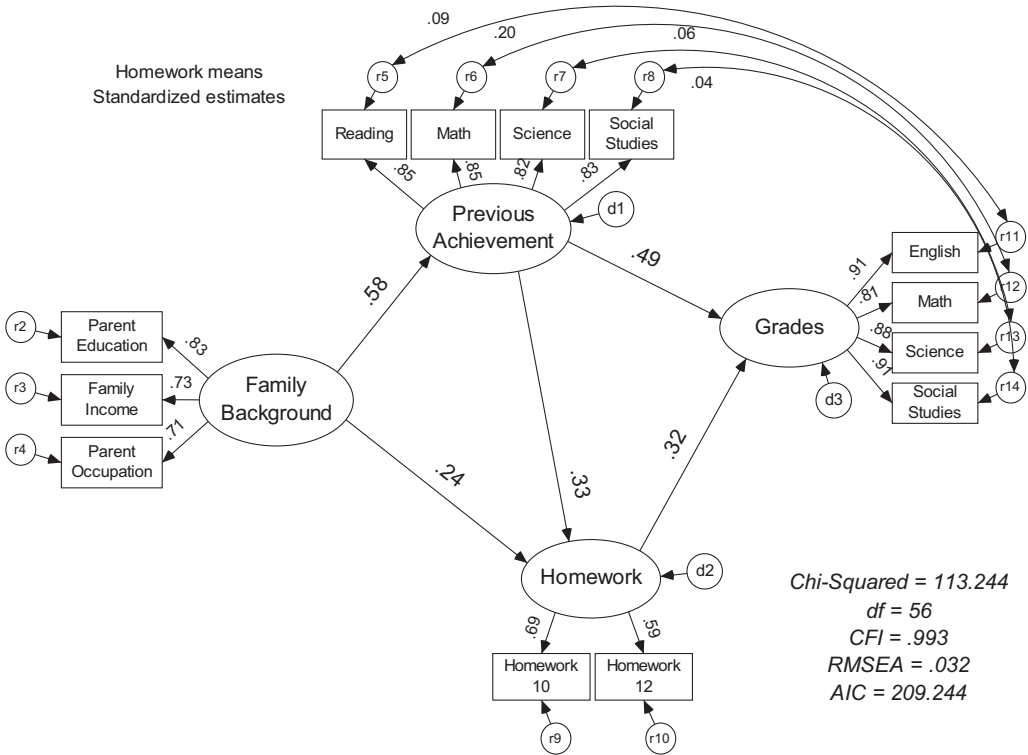 .09
.20
.06
.04
Homework means
Standardized estimates
r5
r6
r7
r8
Reading
Math
Science
Social
Studies
.85
.85
.82
.83
Previous
Achievement
d1
.58
.49
r11
English
r12
Math
r13
Science
r14
Social
Studies
.91
.81
.88
.91
Grades
d3
r2
Parent
Education
r3
Family
Income
r4
Parent
Occupation
.83
.73
.71
Family
Background
.24
.33
.32
Homework
d2
.69
.59
Homework
10
Homework
12
r9
r10
Chi-Squared = 113.244
df = 56
CFI = .993
RMSEA = .032
AIC = 209.244